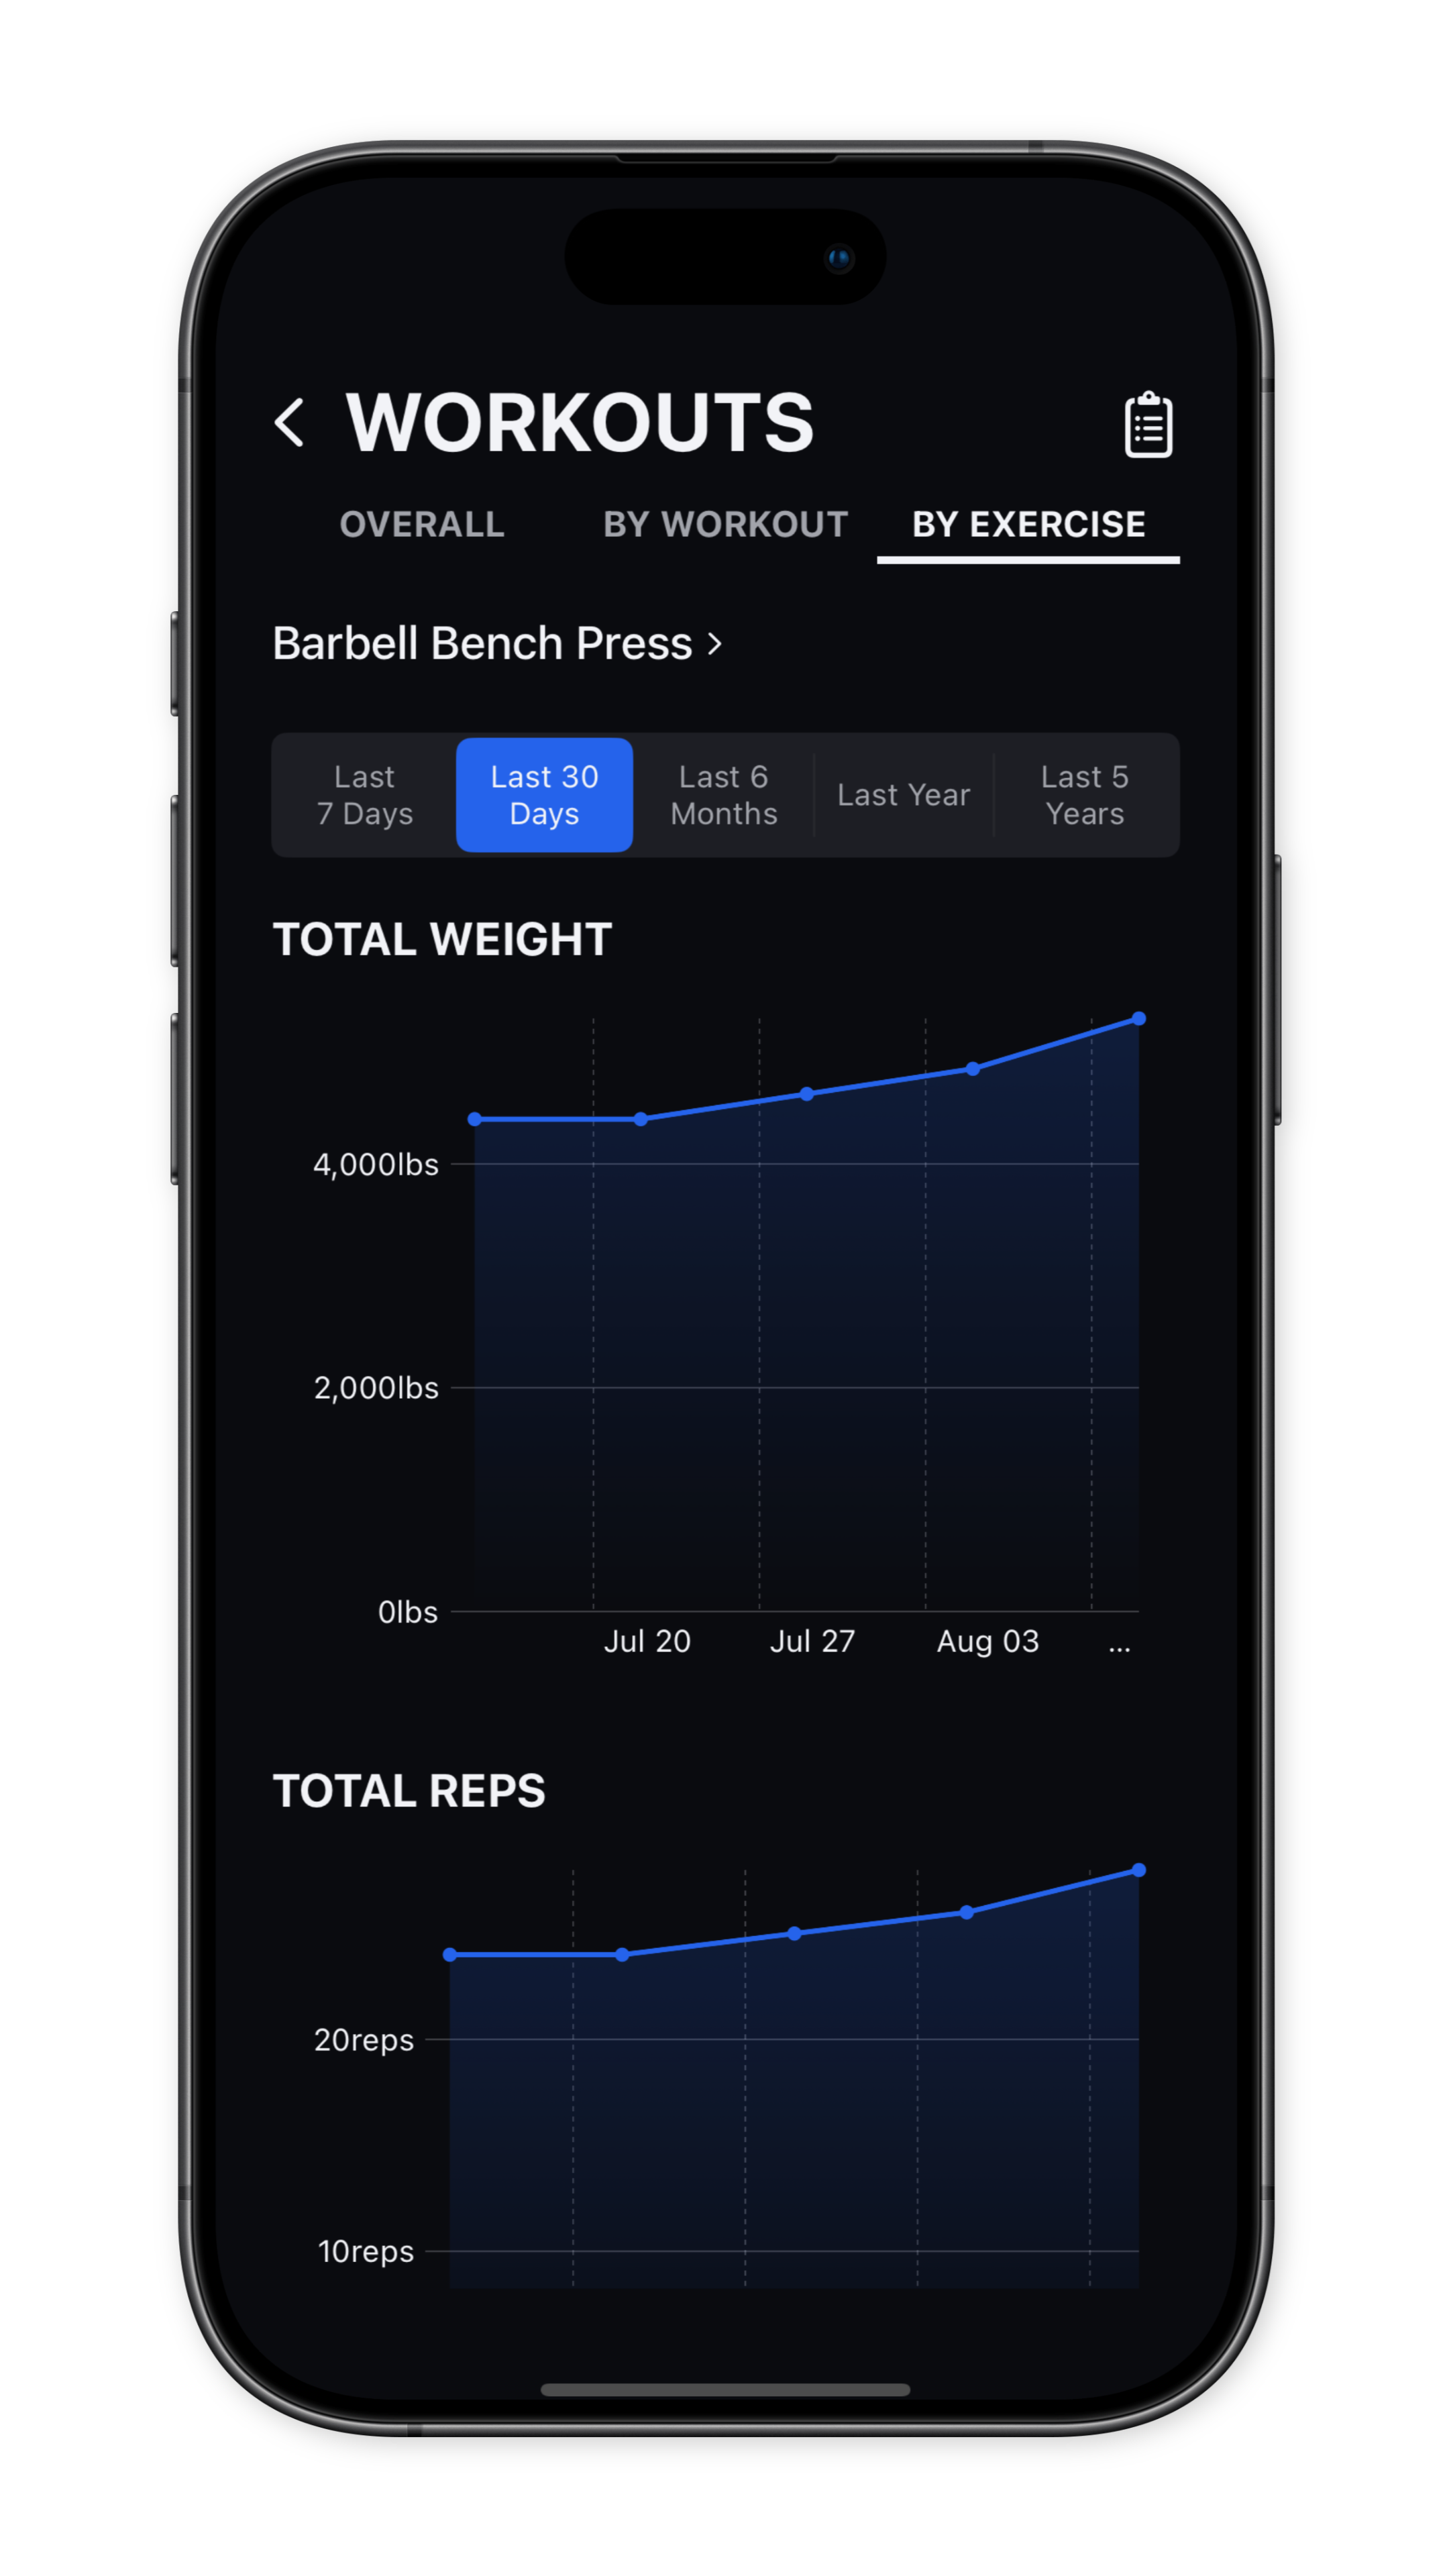 WORKOUTS
OVERALL BY WORKOUT BY EXERCISE
Barbell Bench Press
Last
7 Days
Last 30
Days
Last 6
Months
Last Year
Last 5
Years
TOTAL WEIGHT
4,000lbs
2,000lbs
0lbs
Jul 20 Jul 27 Aug 03 ...
TOTAL REPS
20reps
10reps